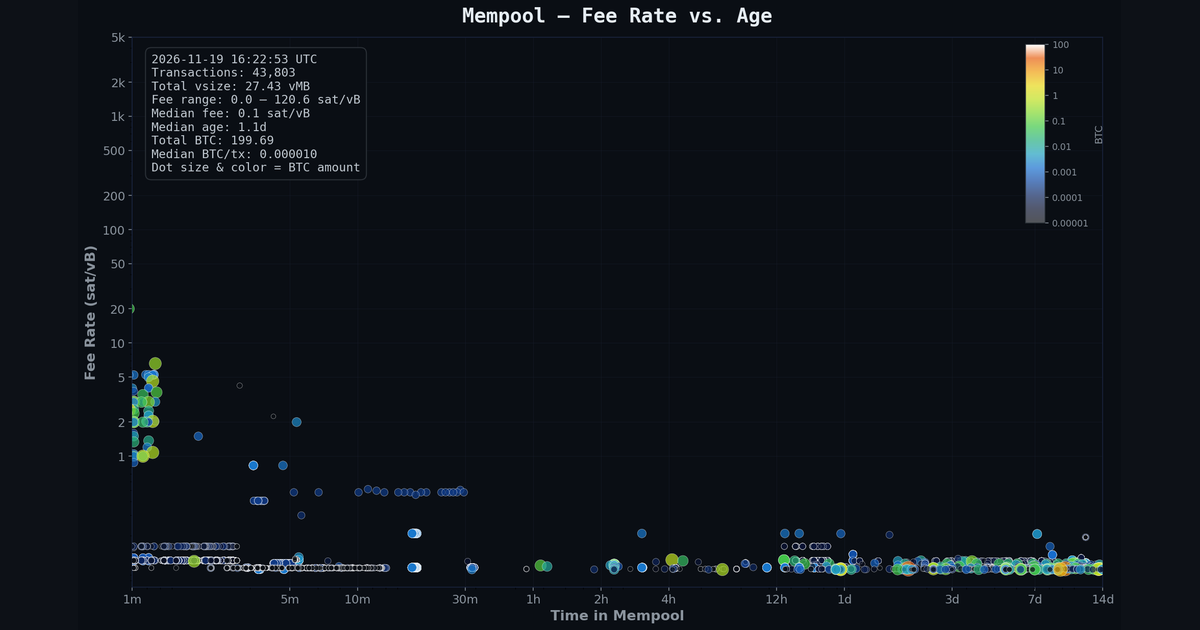 Mempool — Fee Rate vs. Age
2026-11-19 16:22:53 UTC
Transactions: 43,803
Total vsize: 27.43 vMB
Fee range: 0.0 – 120.6 sat/vB
Median fee: 0.1 sat/vB
Median age: 1.1d
Total BTC: 199.69
Median BTC/tx: 0.000010
Dot size & color = BTC amount
100
10
1
0.1
0.01
0.001
0.0001
0.00001
BTC
Fee Rate (sat/vB)
5k
2k
1k
500
200
100
50
20
10
5
2
1
1m 5m 10m 30m 1h 2h 4h 12h 1d 3d 7d 14d
Time in Mempool